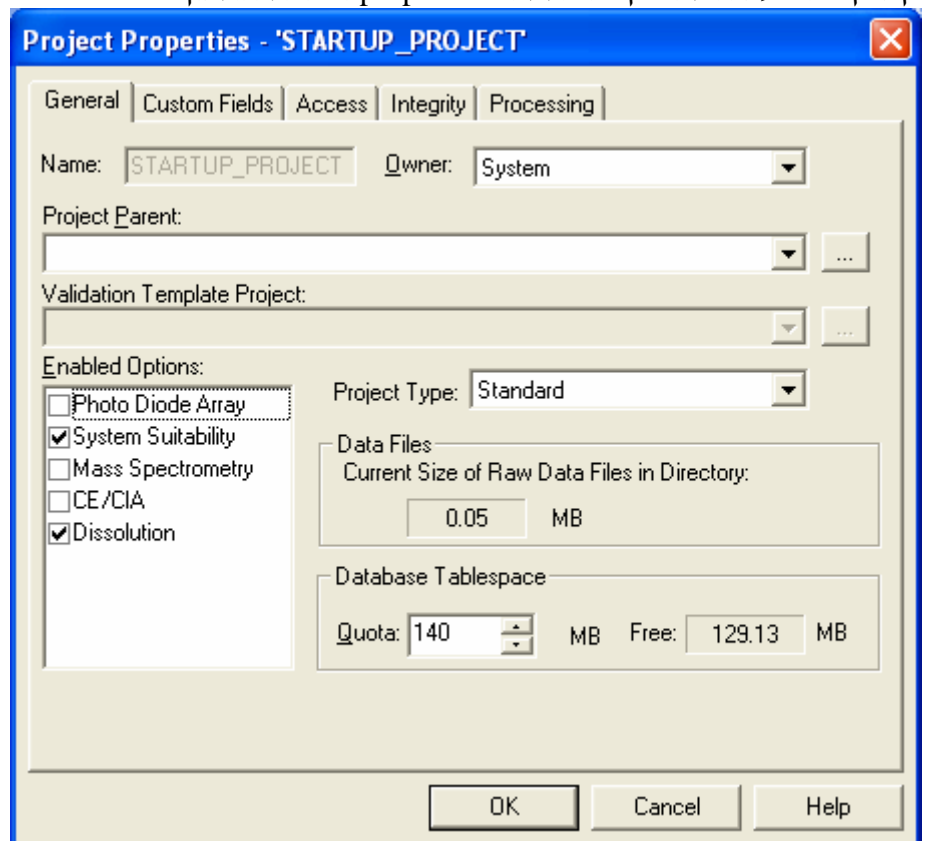 Project Properties - 'STARTUP_PROJECT'
General Custom Fields Access Integrity Processing
Name: STARTUP_PROJECT Owner: System
Project Parent:
...
Validation Template Project:
...
Enabled Options:
Project Type: Standard
Photo Diode Array
System Suitability
Mass Spectrometry
CE/CIA
Dissolution
Data Files
Current Size of Raw Data Files in Directory:
0.05 MB
Database Tablespace
Quota: 140 MB Free: 129.13 MB
OK Cancel Help